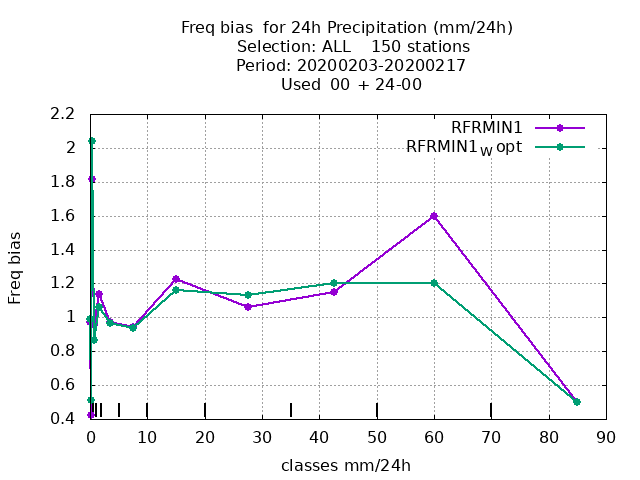 Freq bias  for 24h Precipitation (mm/24h)
Selection: ALL    150 stations
Period: 20200203-20200217
Used  00 + 24-00
RFRMIN1
RFRMIN1W opt
2.2
2
1.8
1.6
1.4
1.2
1
0.8
0.6
0.4
Freq bias
0 10 20 30 40 50 60 70 80 90
classes mm/24h